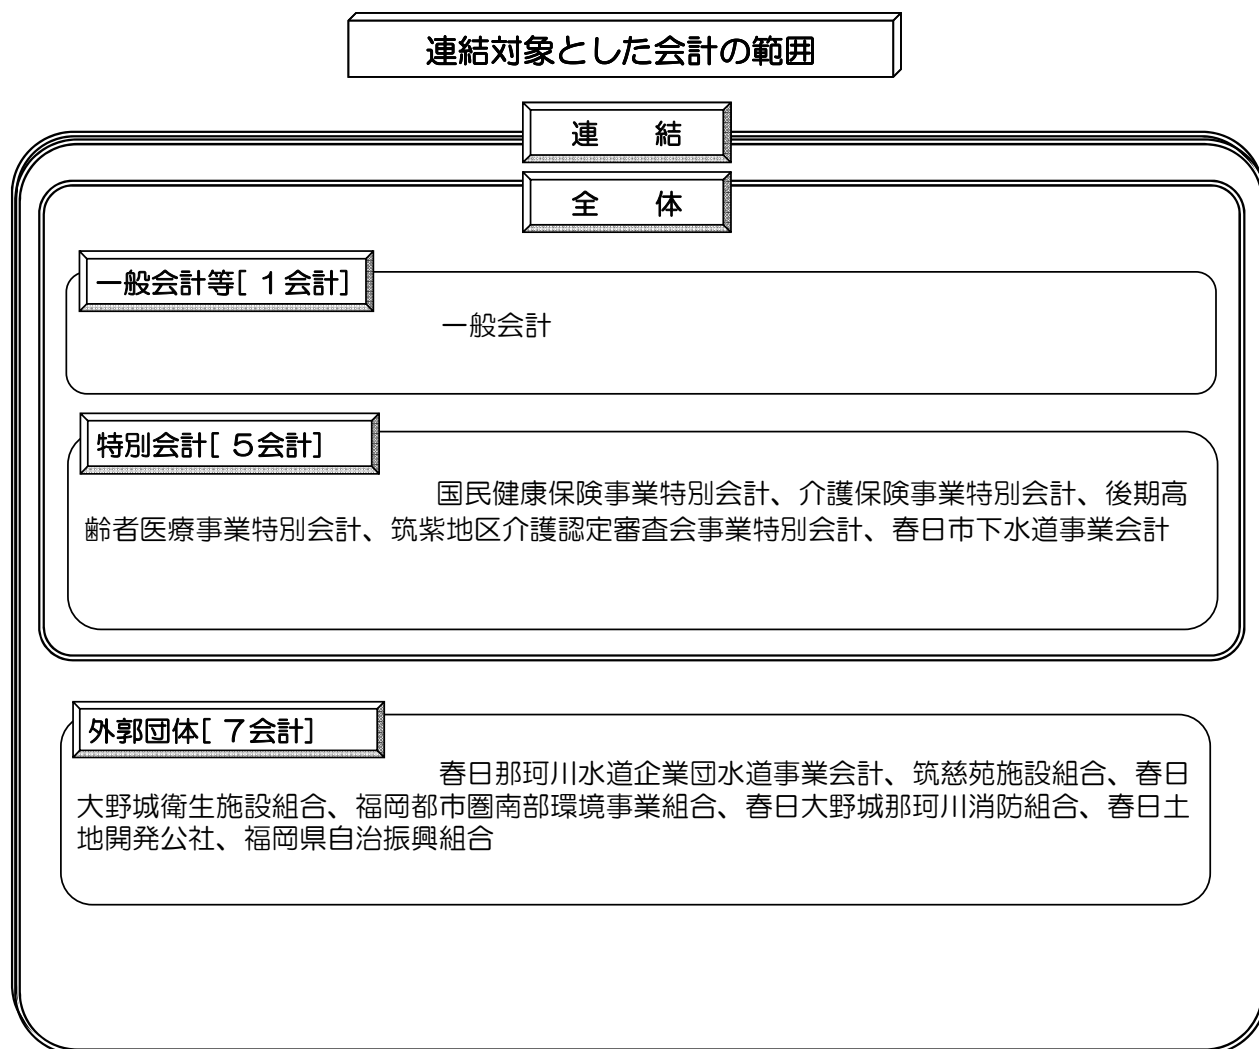 連結対象とした会計の範囲
連　　結
全　　体
一般会計等[ １会計]
一般会計
特別会計[ ５会計]
国民健康保険事業特別会計、介護保険事業特別会計、後期高
齢者医療事業特別会計、筑紫地区介護認定審査会事業特別会計、春日市下水道事業会計
外郭団体[ ７会計]
春日那珂川水道企業団水道事業会計、筑慈苑施設組合、春日
大野城衛生施設組合、福岡都市圏南部環境事業組合、春日大野城那珂川消防組合、春日土
地開発公社、福岡県自治振興組合